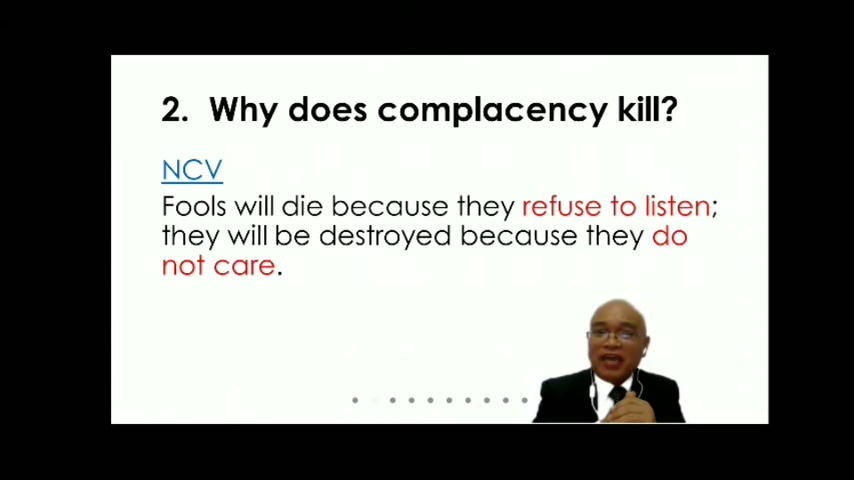 2. Why does complacency kill?
NCV
Fools will die because they refuse to listen;
they will be destroyed because they do
not care.